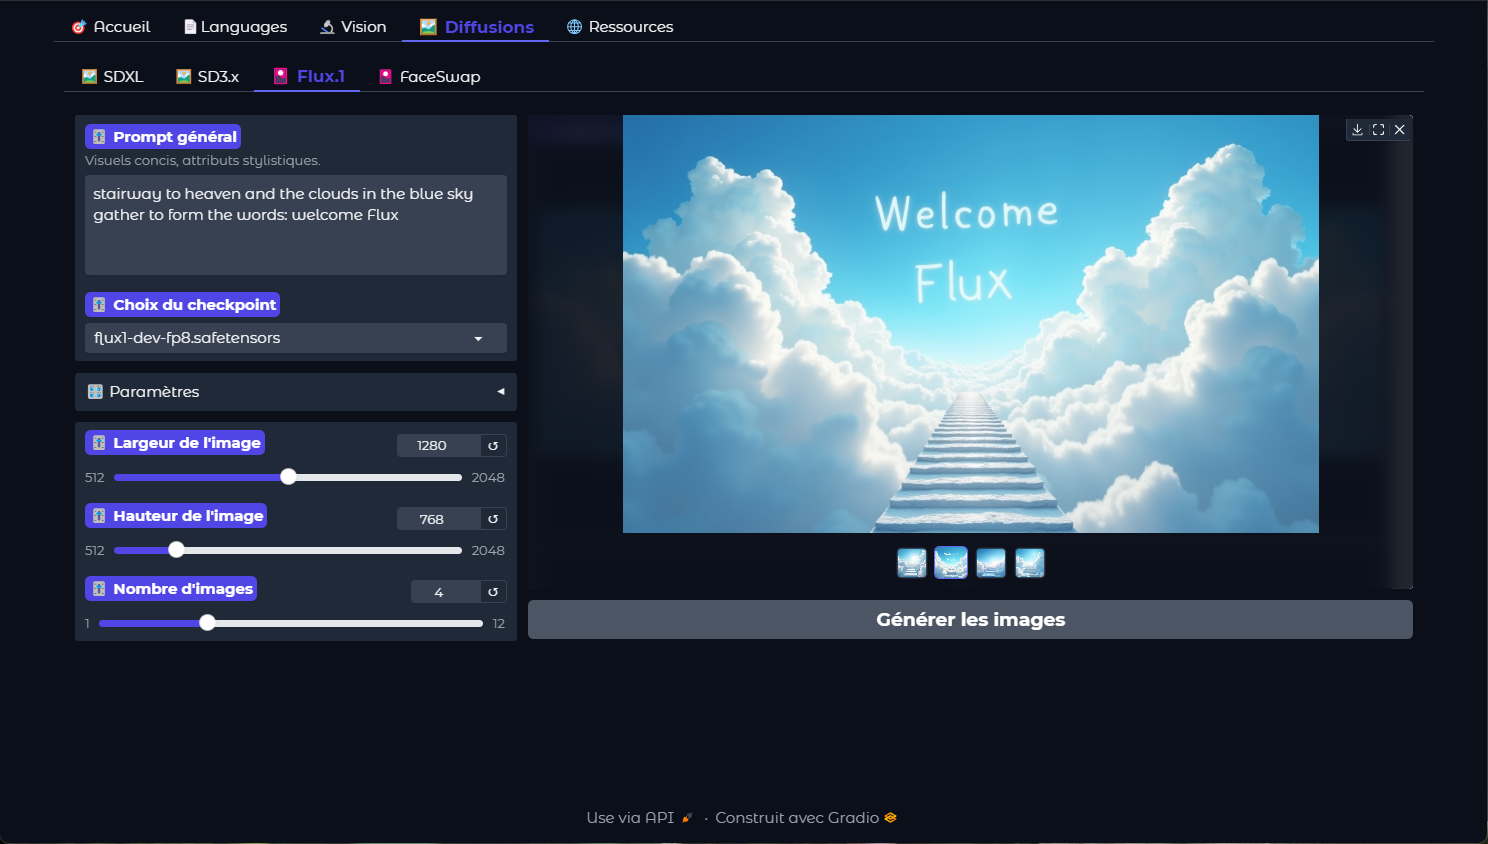 Accueil
Languages
Vision
Diffusions
Ressources
SDXL
SD3.x
Flux.1
FaceSwap
Prompt général
Visuels concis, attributs stylistiques.
stairway to heaven and the clouds in the blue sky
gather to form the words: welcome Flux
Choix du checkpoint
flux1-dev-fp8.safetensors
Paramètres
Largeur de l'image
1280
512
2048
Hauteur de l'image
768
512
2048
Nombre d'images
4
1
12
Welcome
Flux
Générer les images
Use via API · Construit avec Gradio